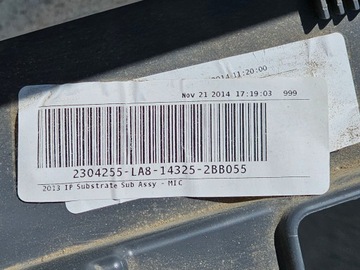 2014 11:20:00
Nov 21 2014 17:19:03 999
2304255-LA8-14325-2BB055
2013 IP Substrate Sub Assy - MIC